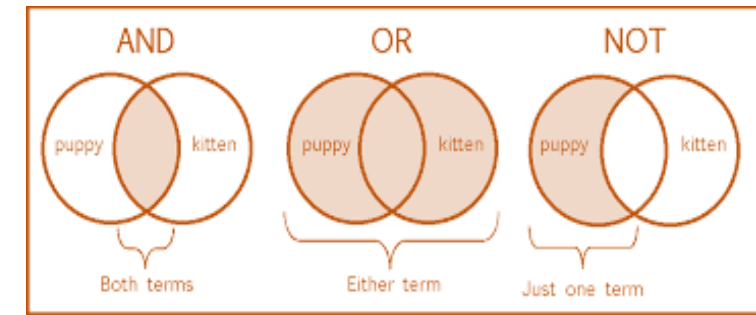 AND OR NOT
puppy kitten puppy kitten puppy kitten
Both terms Either term Just one term